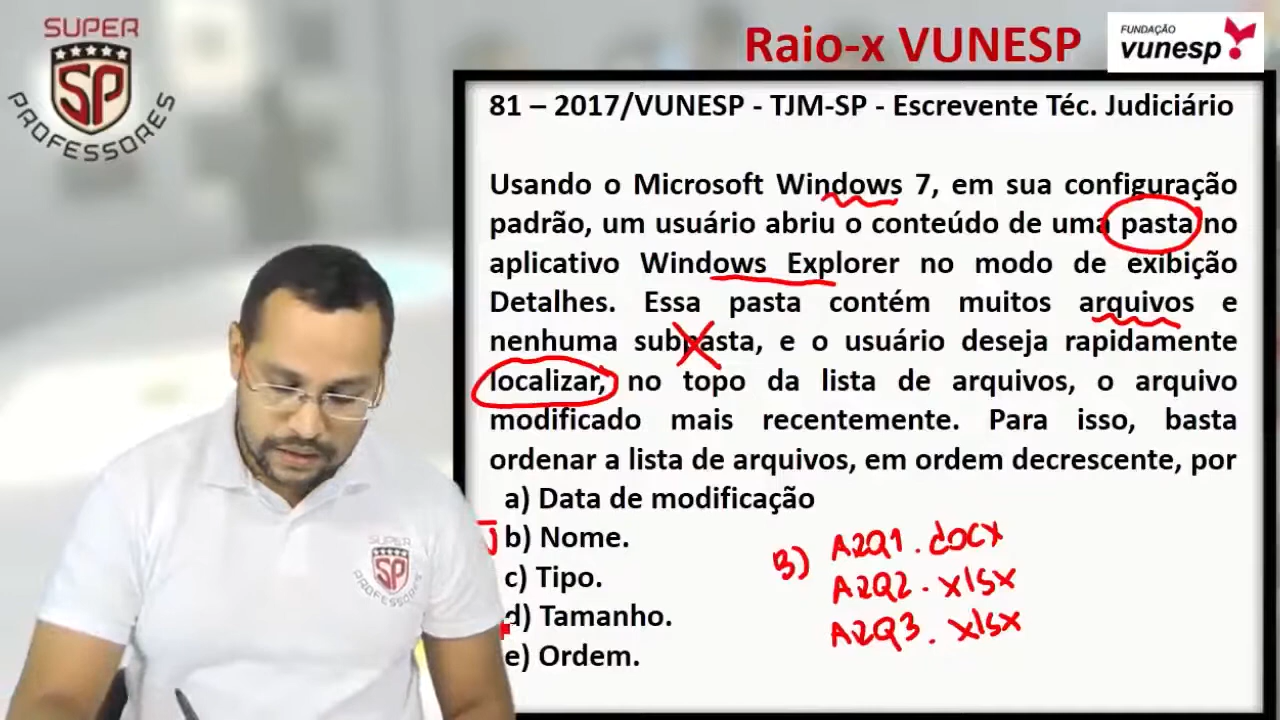 SUPER
SP
PROFESSORES
Raio-x VUNESP
FUNDAÇÃO
vunesp
81 – 2017/VUNESP - TJM-SP - Escrevente Téc. Judiciário
Usando o Microsoft Windows 7, em sua configuração
padrão, um usuário abriu o conteúdo de uma pasta no
aplicativo Windows Explorer no modo de exibição
Detalhes. Essa pasta contém muitos arquivos e
nenhuma subpasta, e o usuário deseja rapidamente
localizar, no topo da lista de arquivos, o arquivo
modificado mais recentemente. Para isso, basta
ordenar a lista de arquivos, em ordem decrescente, por
a) Data de modificação
b) Nome.
c) Tipo.
d) Tamanho.
e) Ordem.
B) ARQ1.docx
ARQ2.xlsx
ARQ3.xlsx
SUPER
SP
PROFESSORES